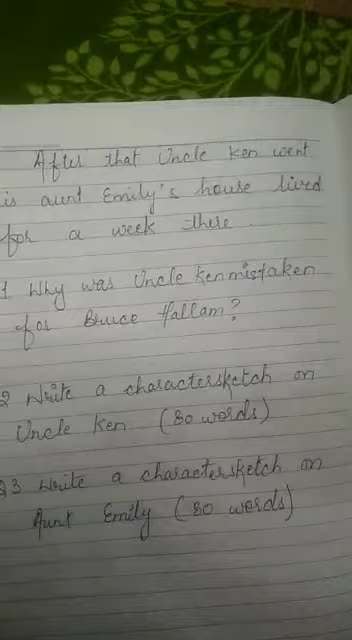 After that Uncle Ken went
is aunt Emily's house lived
for a week there
1 Why was Uncle Ken mistaken
for Bruce Hallam?
2 Write a charactersketch on
Uncle Ken (80 words)
Q3 Write a charactersketch on
Aunt Emily (80 words)